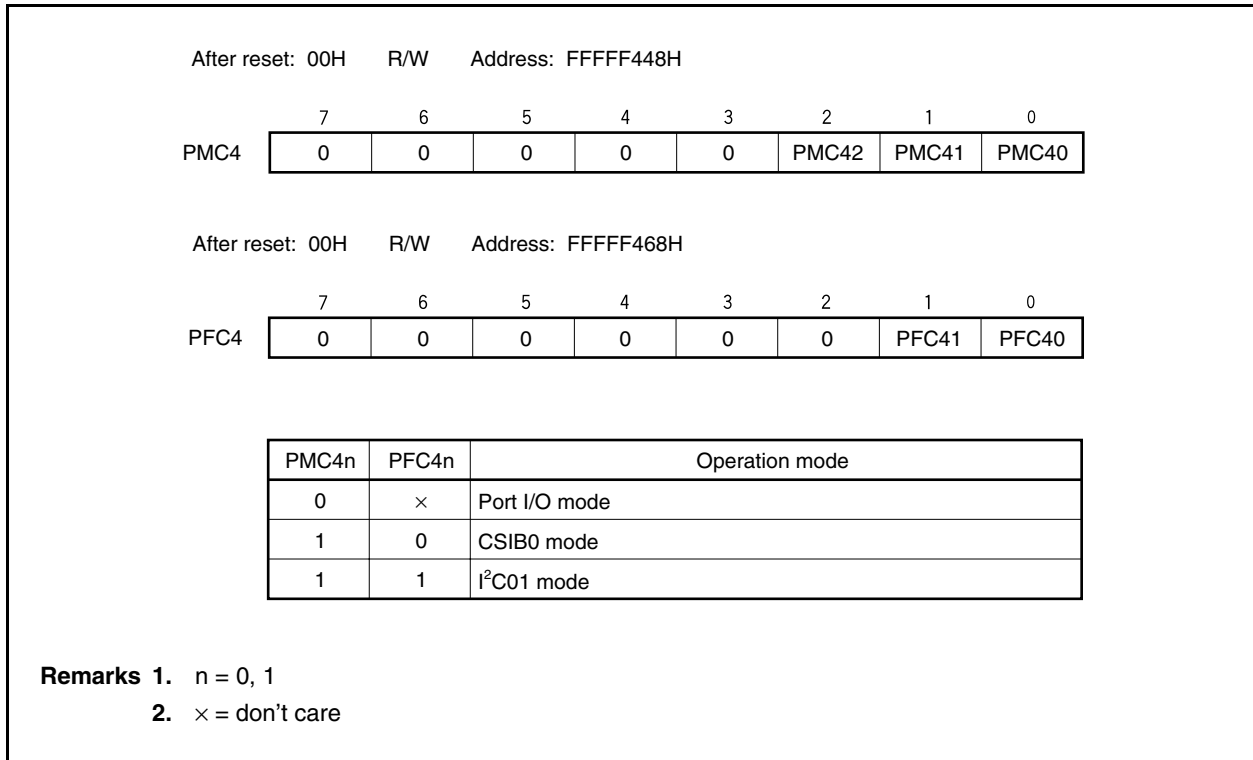 After reset: 00H R/W Address: FFFFF448H
7 6 5 4 3 2 1 0
PMC4 0 0 0 0 0 PMC42 PMC41 PMC40
After reset: 00H R/W Address: FFFFF468H
7 6 5 4 3 2 1 0
PFC4 0 0 0 0 0 0 PFC41 PFC40
PMC4n PFC4n Operation mode
0 × Port I/O mode
1 0 CSIB0 mode
1 1 I²C01 mode
Remarks 1. n = 0, 1
2. × = don't care